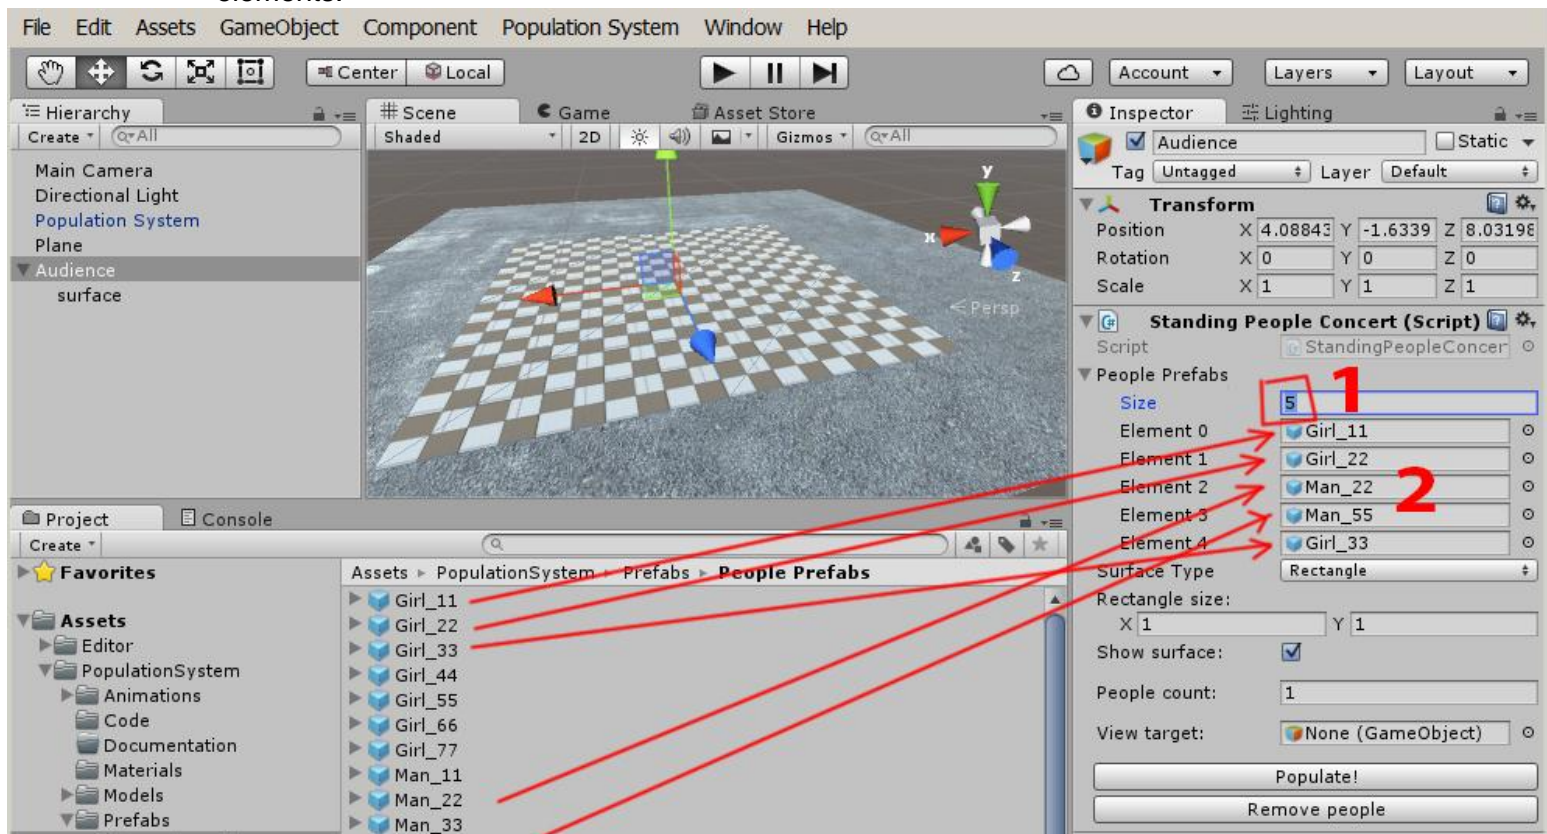 elements.
File Edit Assets GameObject Component Population System Window Help
Center Local Account Layers Layout
Hierarchy
Create All
Main Camera
Directional Light
Population System
Plane
Audience
surface
Scene Game Asset Store
Shaded 2D Gizmos All
y
x
z
Persp
Inspector Lighting
Audience Static
Tag Untagged Layer Default
Transform
Position X 4.08843 Y -1.6339 Z 8.03198
Rotation X 0 Y 0 Z 0
Scale X 1 Y 1 Z 1
Standing People Concert (Script)
Script StandingPeopleConcer
People Prefabs
Size 5
1
Element 0 Girl_11
Element 1 Girl_22
Element 2 Man_22
2
Element 3 Man_55
Element 4 Girl_33
Surface Type Rectangle
Rectangle size:
X 1 Y 1
Show surface:
People count: 1
View target: None (GameObject)
Populate!
Remove people
Project Console
Create
Favorites
Assets
Editor
PopulationSystem
Animations
Code
Documentation
Materials
Models
Prefabs
Assets PopulationSystem Prefabs People Prefabs
Girl_11
Girl_22
Girl_33
Girl_44
Girl_55
Girl_66
Girl_77
Man_11
Man_22
Man_33